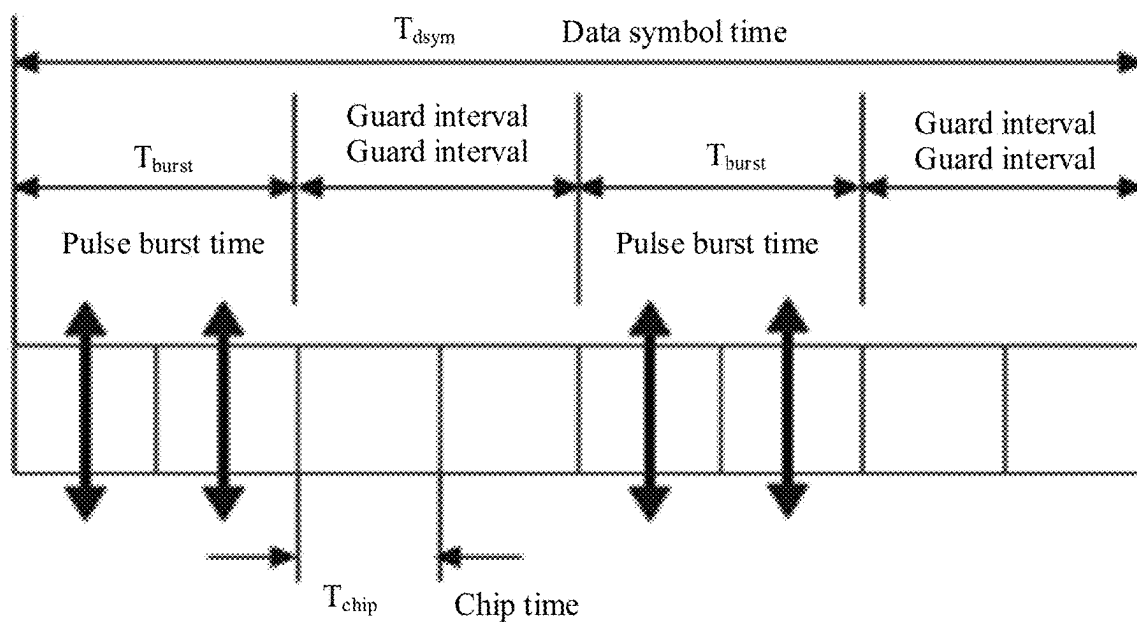 T_dsym Data symbol time
Guard interval
Guard interval
Guard interval
Guard interval
T_burst
T_burst
Pulse burst time
Pulse burst time
T_chip Chip time